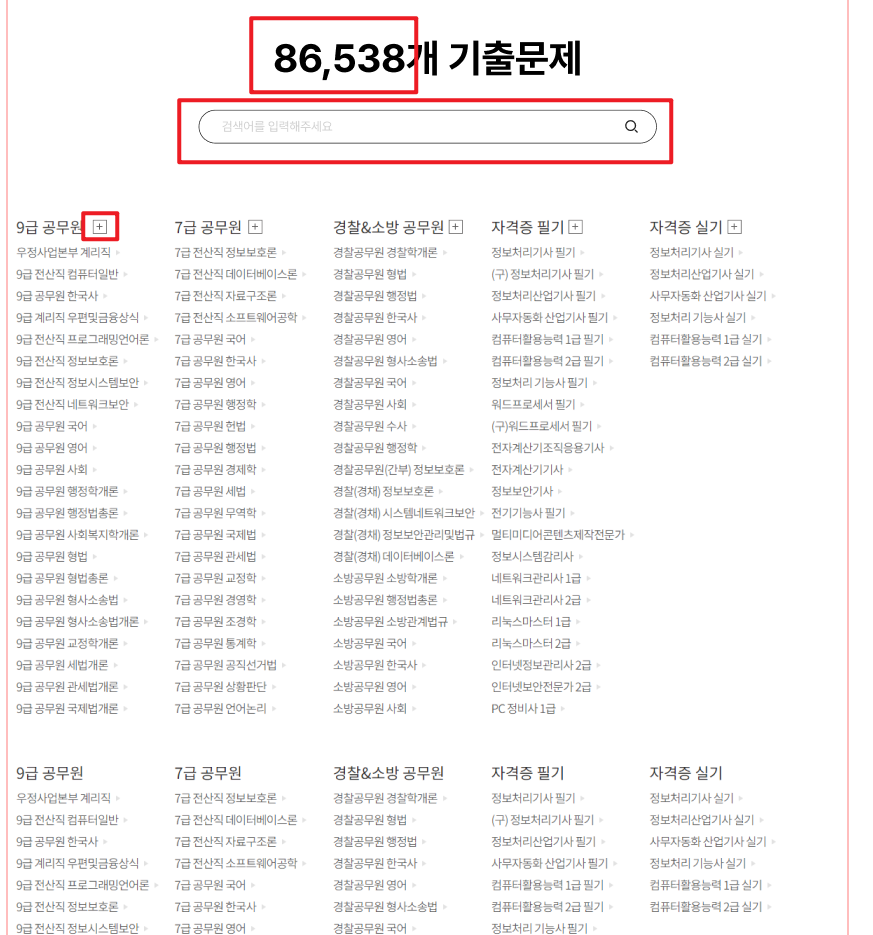 86,538개 기출문제
검색어를 입력해주세요
9급 공무원
우정사업본부 계리직
9급 전산직 컴퓨터일반
9급 공무원 한국사
9급 계리직 우편및금융상식
9급 전산직 프로그래밍언어론
9급 전산직 정보보호론
9급 전산직 정보시스템보안
9급 전산직 네트워크보안
9급 공무원 국어
9급 공무원 영어
9급 공무원 사회
9급 공무원 행정학개론
9급 공무원 행정법총론
9급 공무원 사회복지학개론
9급 공무원 형법
9급 공무원 형법총론
9급 공무원 형사소송법
9급 공무원 형사소송법개론
9급 공무원 교정학개론
9급 공무원 세법개론
9급 공무원 관세법개론
9급 공무원 국제법개론
7급 공무원
7급 전산직 정보보호론
7급 전산직 데이터베이스론
7급 전산직 자료구조론
7급 전산직 소프트웨어공학
7급 공무원 국어
7급 공무원 한국사
7급 공무원 영어
7급 공무원 행정학
7급 공무원 헌법
7급 공무원 행정법
7급 공무원 경제학
7급 공무원 세법
7급 공무원 무역학
7급 공무원 국제법
7급 공무원 관세법
7급 공무원 교정학
7급 공무원 경영학
7급 공무원 조경학
7급 공무원 통계학
7급 공무원 공직선거법
7급 공무원 상황판단
7급 공무원 언어논리
경찰&소방 공무원
경찰공무원 경찰학개론
경찰공무원 형법
경찰공무원 행정법
경찰공무원 한국사
경찰공무원 영어
경찰공무원 형사소송법
경찰공무원 국어
경찰공무원 사회
경찰공무원 수사
경찰공무원 행정학
경찰공무원(간부) 정보보호론
경찰(경채) 정보보호론
경찰(경채) 시스템네트워크보안
경찰(경채) 정보보안관리및법규
경찰(경채) 데이터베이스론
소방공무원 소방학개론
소방공무원 행정법총론
소방공무원 소방관계법규
소방공무원 국어
소방공무원 한국사
소방공무원 영어
소방공무원 사회
자격증 필기
정보처리기사 필기
(구) 정보처리기사 필기
정보처리산업기사 필기
사무자동화 산업기사 필기
컴퓨터활용능력 1급 필기
컴퓨터활용능력 2급 필기
정보처리 기능사 필기
워드프로세서 필기
(구)워드프로세서 필기
전자계산기조직응용기사
전자계산기기사
정보보안기사
전기기능사 필기
멀티미디어콘텐츠제작전문가
정보시스템감리사
네트워크관리사 1급
네트워크관리사 2급
리눅스마스터 1급
리눅스마스터 2급
인터넷정보관리사 2급
인터넷보안전문가 2급
PC 정비사 1급
자격증 실기
정보처리기사 실기
정보처리산업기사 실기
사무자동화 산업기사 실기
정보처리 기능사 실기
컴퓨터활용능력 1급 실기
컴퓨터활용능력 2급 실기
9급 공무원
우정사업본부 계리직
9급 전산직 컴퓨터일반
9급 공무원 한국사
9급 계리직 우편및금융상식
9급 전산직 프로그래밍언어론
9급 전산직 정보보호론
9급 전산직 정보시스템보안
7급 공무원
7급 전산직 정보보호론
7급 전산직 데이터베이스론
7급 전산직 자료구조론
7급 전산직 소프트웨어공학
7급 공무원 국어
7급 공무원 한국사
7급 공무원 영어
경찰&소방 공무원
경찰공무원 경찰학개론
경찰공무원 형법
경찰공무원 행정법
경찰공무원 한국사
경찰공무원 영어
경찰공무원 형사소송법
경찰공무원 국어
자격증 필기
정보처리기사 필기
(구) 정보처리기사 필기
정보처리산업기사 필기
사무자동화 산업기사 필기
컴퓨터활용능력 1급 필기
컴퓨터활용능력 2급 필기
정보처리 기능사 필기
자격증 실기
정보처리기사 실기
정보처리산업기사 실기
사무자동화 산업기사 실기
정보처리 기능사 실기
컴퓨터활용능력 1급 실기
컴퓨터활용능력 2급 실기